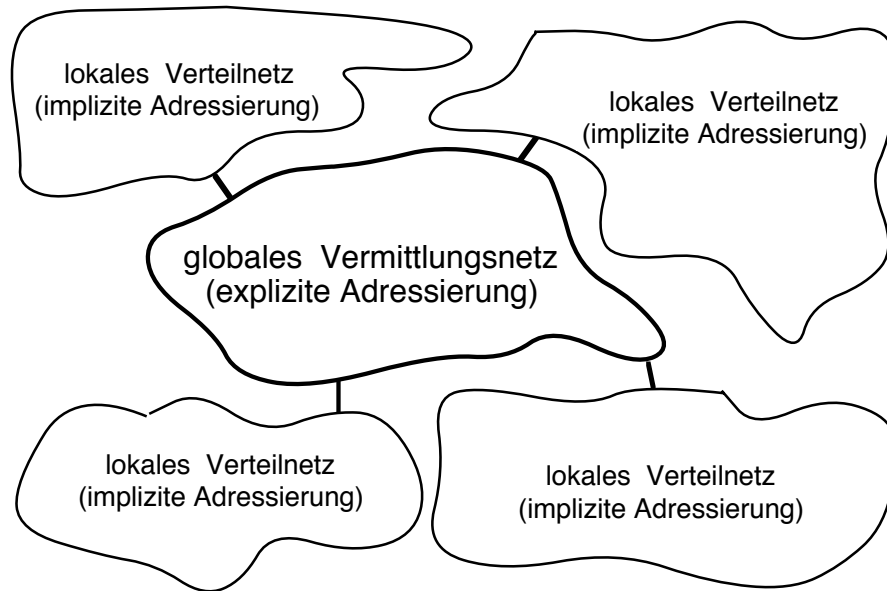 lokales Verteilnetz
(implizite Adressierung)
lokales Verteilnetz
(implizite Adressierung)
globales Vermittlungsnetz
(explizite Adressierung)
lokales Verteilnetz
(implizite Adressierung)
lokales Verteilnetz
(implizite Adressierung)